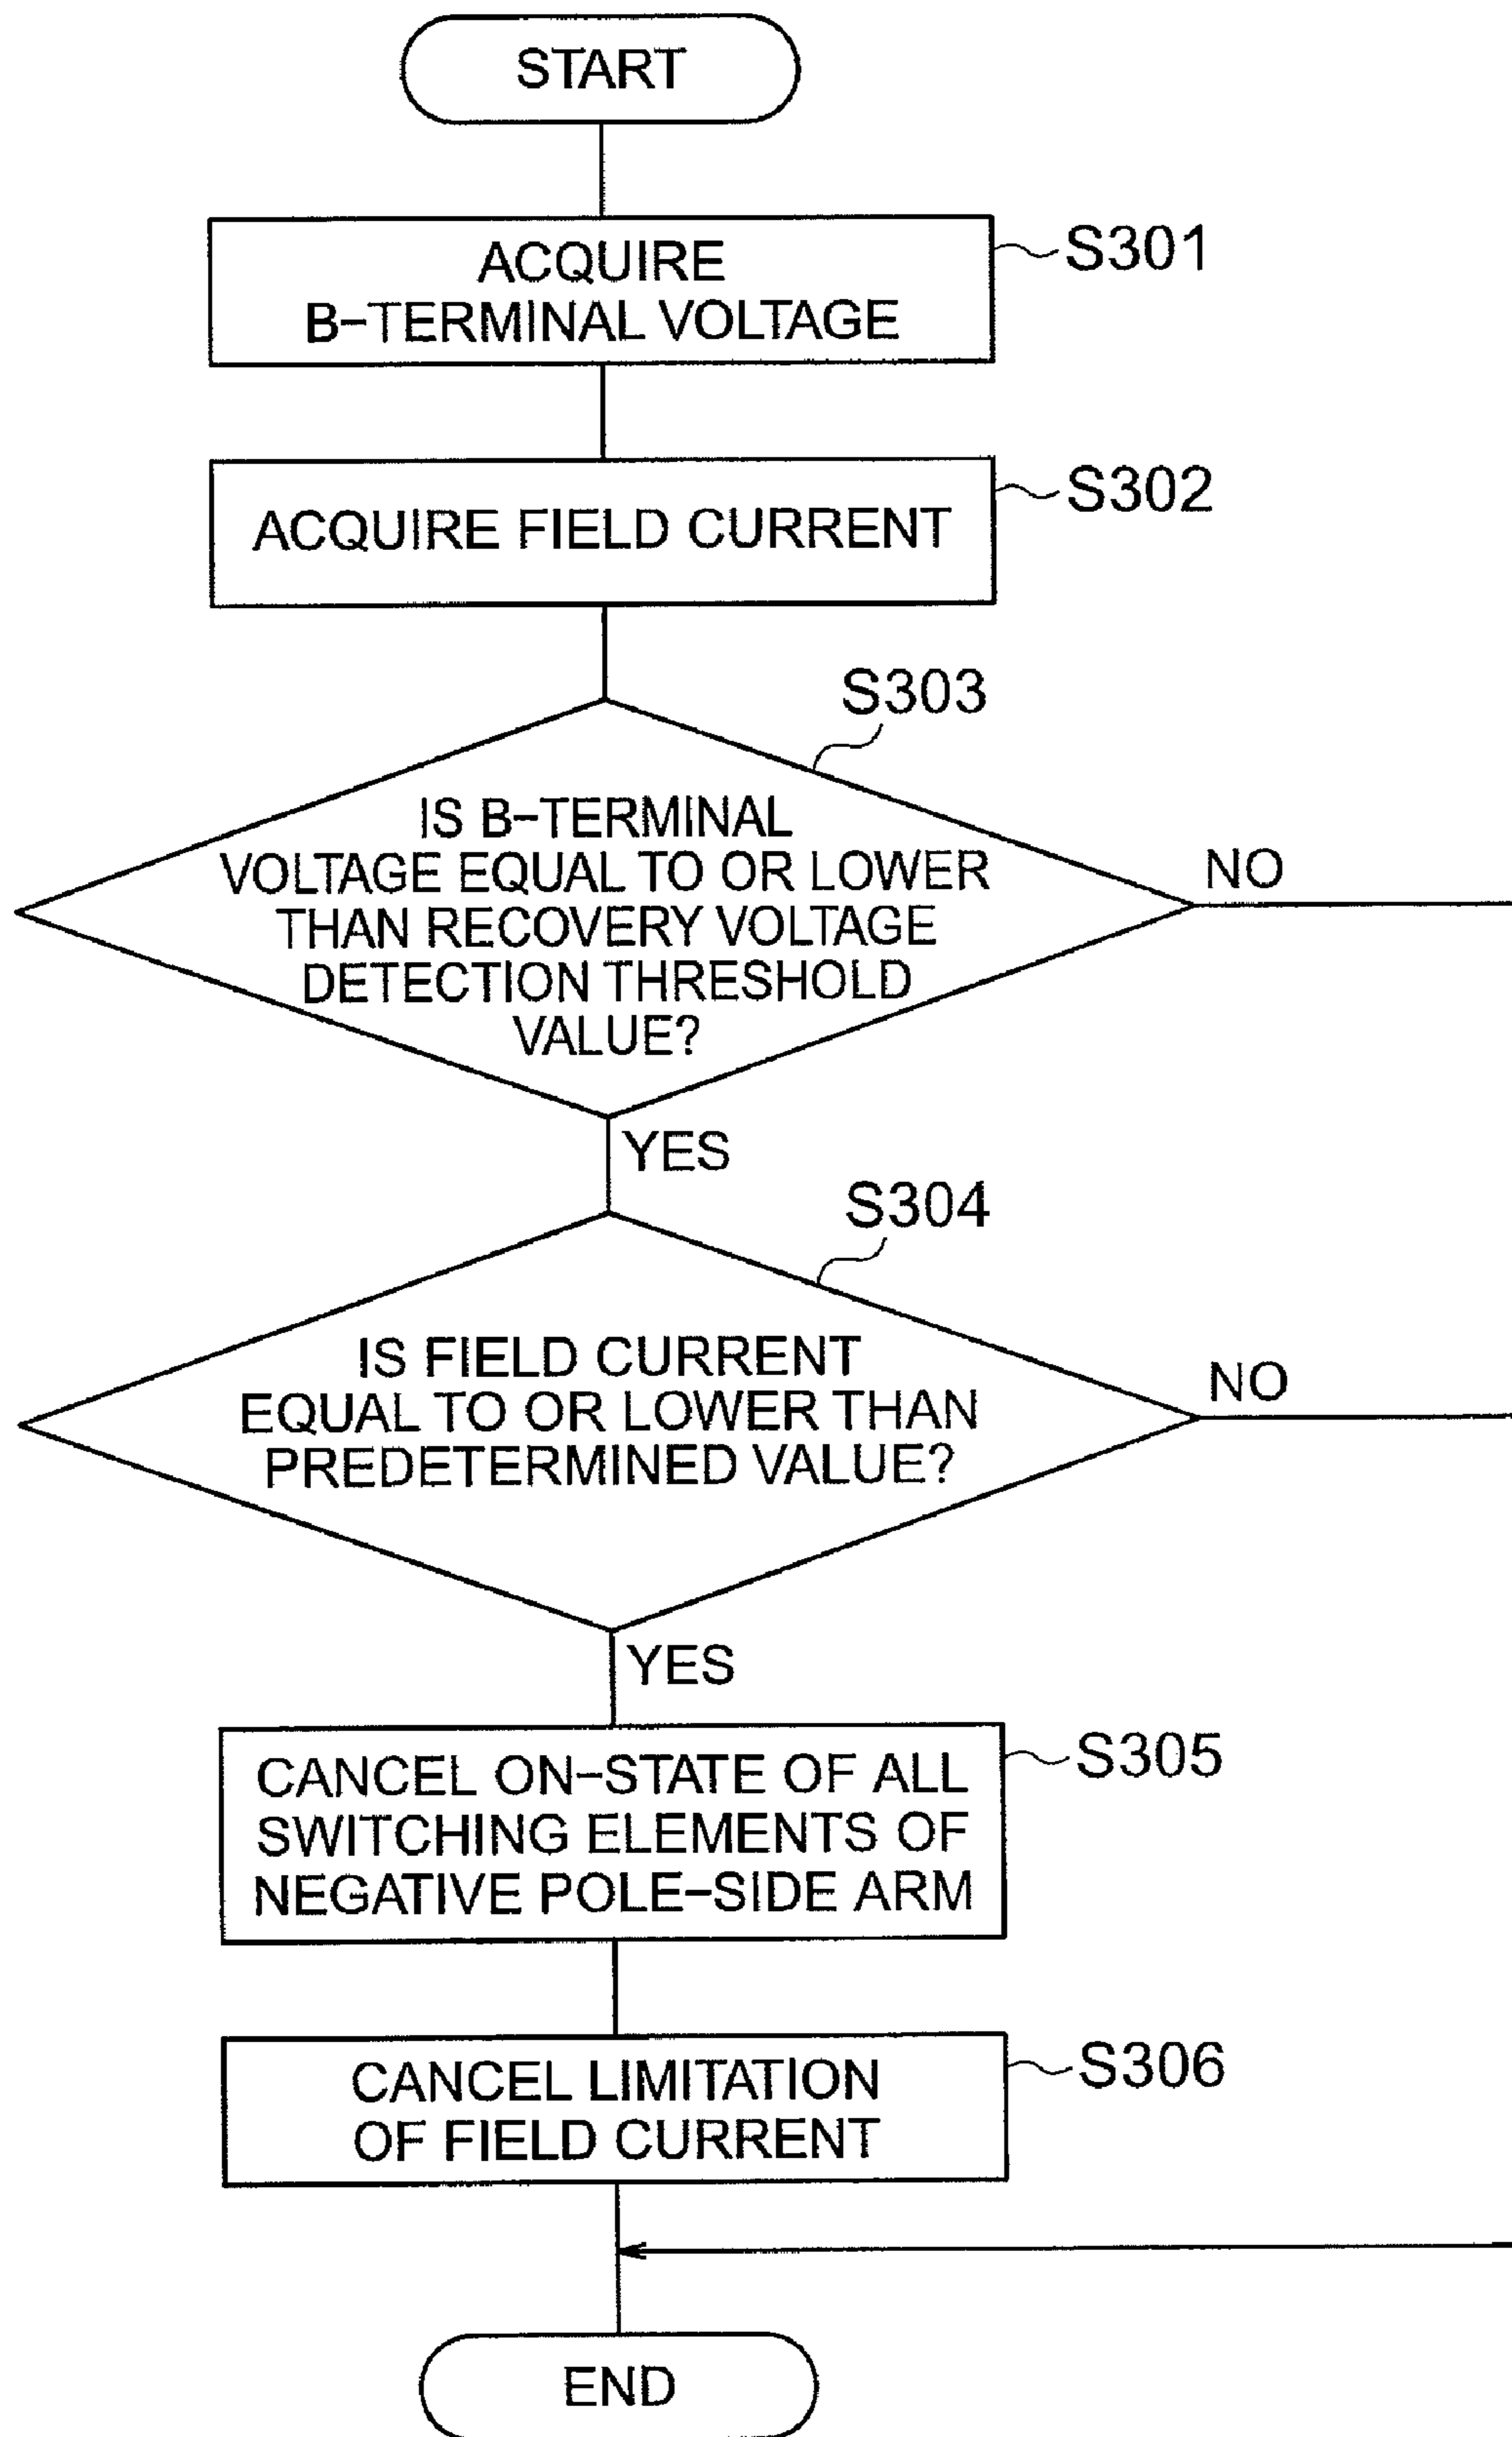 START
ACQUIRE
B-TERMINAL VOLTAGE
S301
ACQUIRE FIELD CURRENT
S302
S303
IS B-TERMINAL
VOLTAGE EQUAL TO OR LOWER
THAN RECOVERY VOLTAGE
DETECTION THRESHOLD
VALUE?
NO
YES
S304
IS FIELD CURRENT
EQUAL TO OR LOWER THAN
PREDETERMINED VALUE?
NO
YES
CANCEL ON-STATE OF ALL
SWITCHING ELEMENTS OF
NEGATIVE POLE-SIDE ARM
S305
CANCEL LIMITATION
OF FIELD CURRENT
S306
END